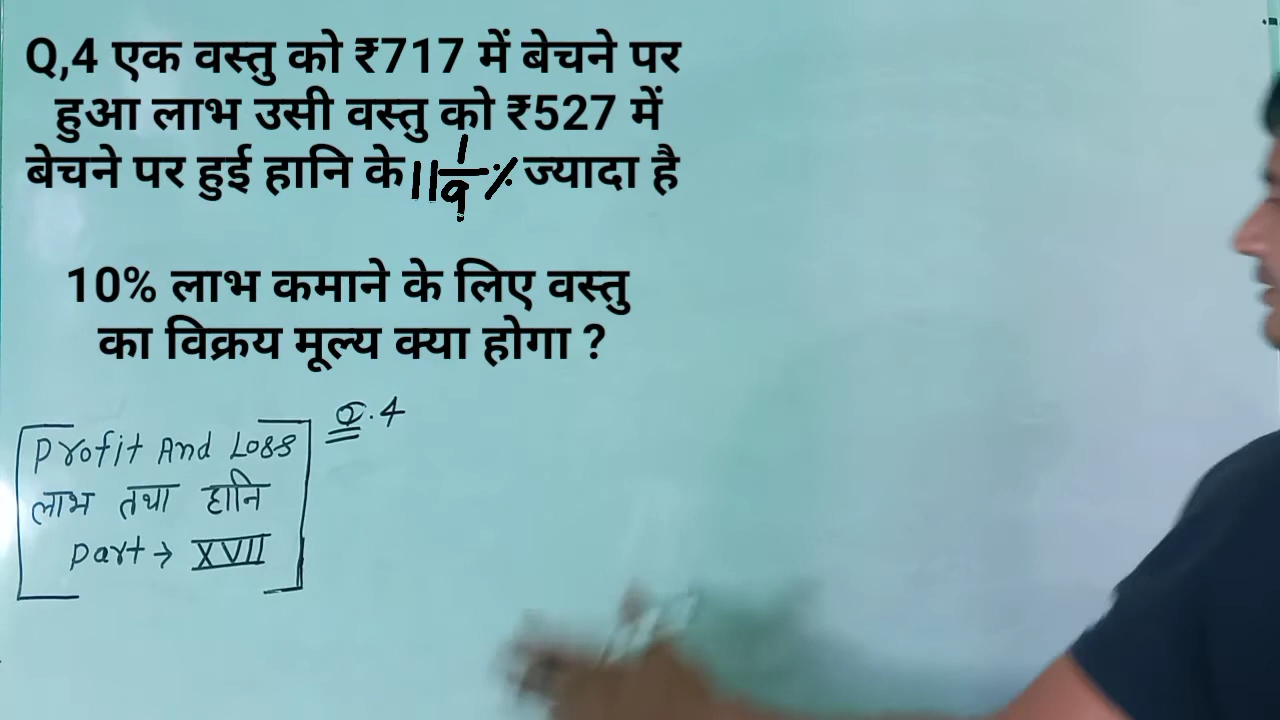 Q,4 एक वस्तु को ₹717 में बेचने पर
हुआ लाभ उसी वस्तु को ₹527 में
बेचने पर हुई हानि के 11 1/9 % ज्यादा है
10% लाभ कमाने के लिए वस्तु
का विक्रय मूल्य क्या होगा ?
Q.4
Profit And Loss
लाभ तथा हानि
Part → XVII